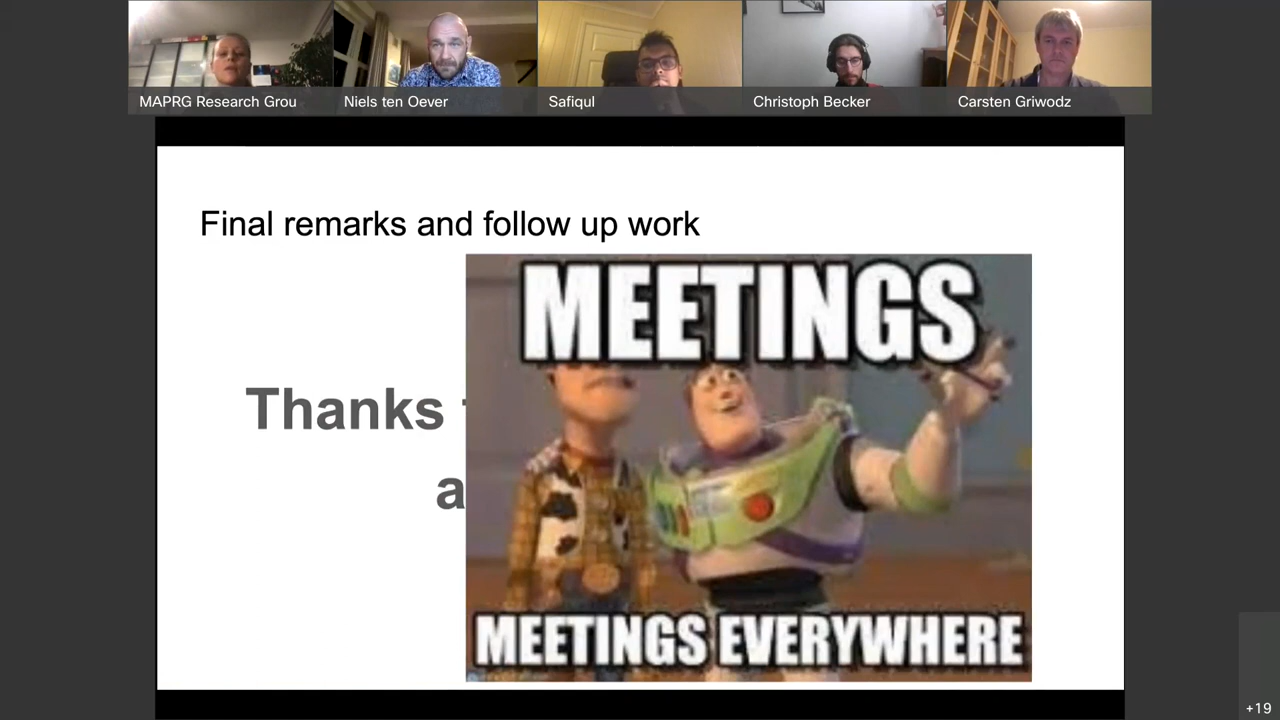 MAPRG Research Grou
Niels ten Oever
Safiqul
Christoph Becker
Carsten Griwodz
Final remarks and follow up work
MEETINGS
Thanks
a
MEETINGS EVERYWHERE
+19